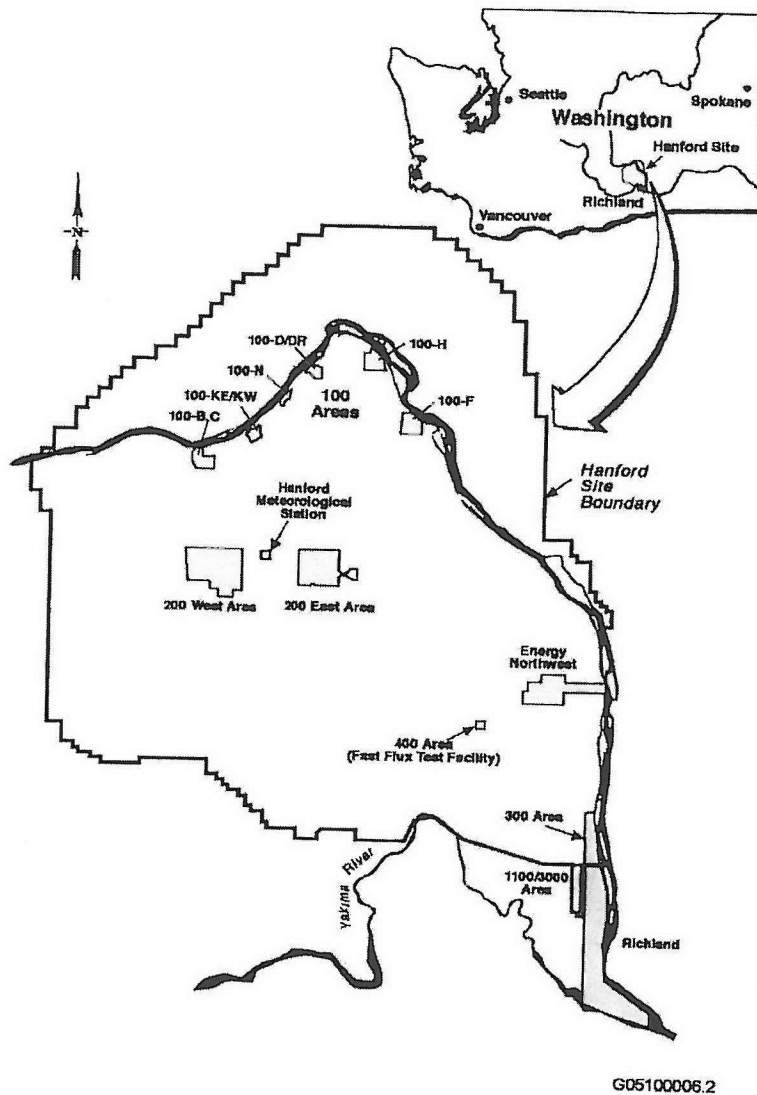 Seattle
Spokane
Washington
Hanford Site
Richland
Vancouver
N
100-D/DR
100-H
100-N
100
Areas
100-KE/KW
100-F
100-B,C
Hanford
Site
Boundary
Hanford
Meteorological
Station
200 West Area
200 East Area
Energy
Northwest
400 Area
(Fast Flux Test Facility)
300 Area
Yakima River
1100/3000
Area
Richland
G05100006.2